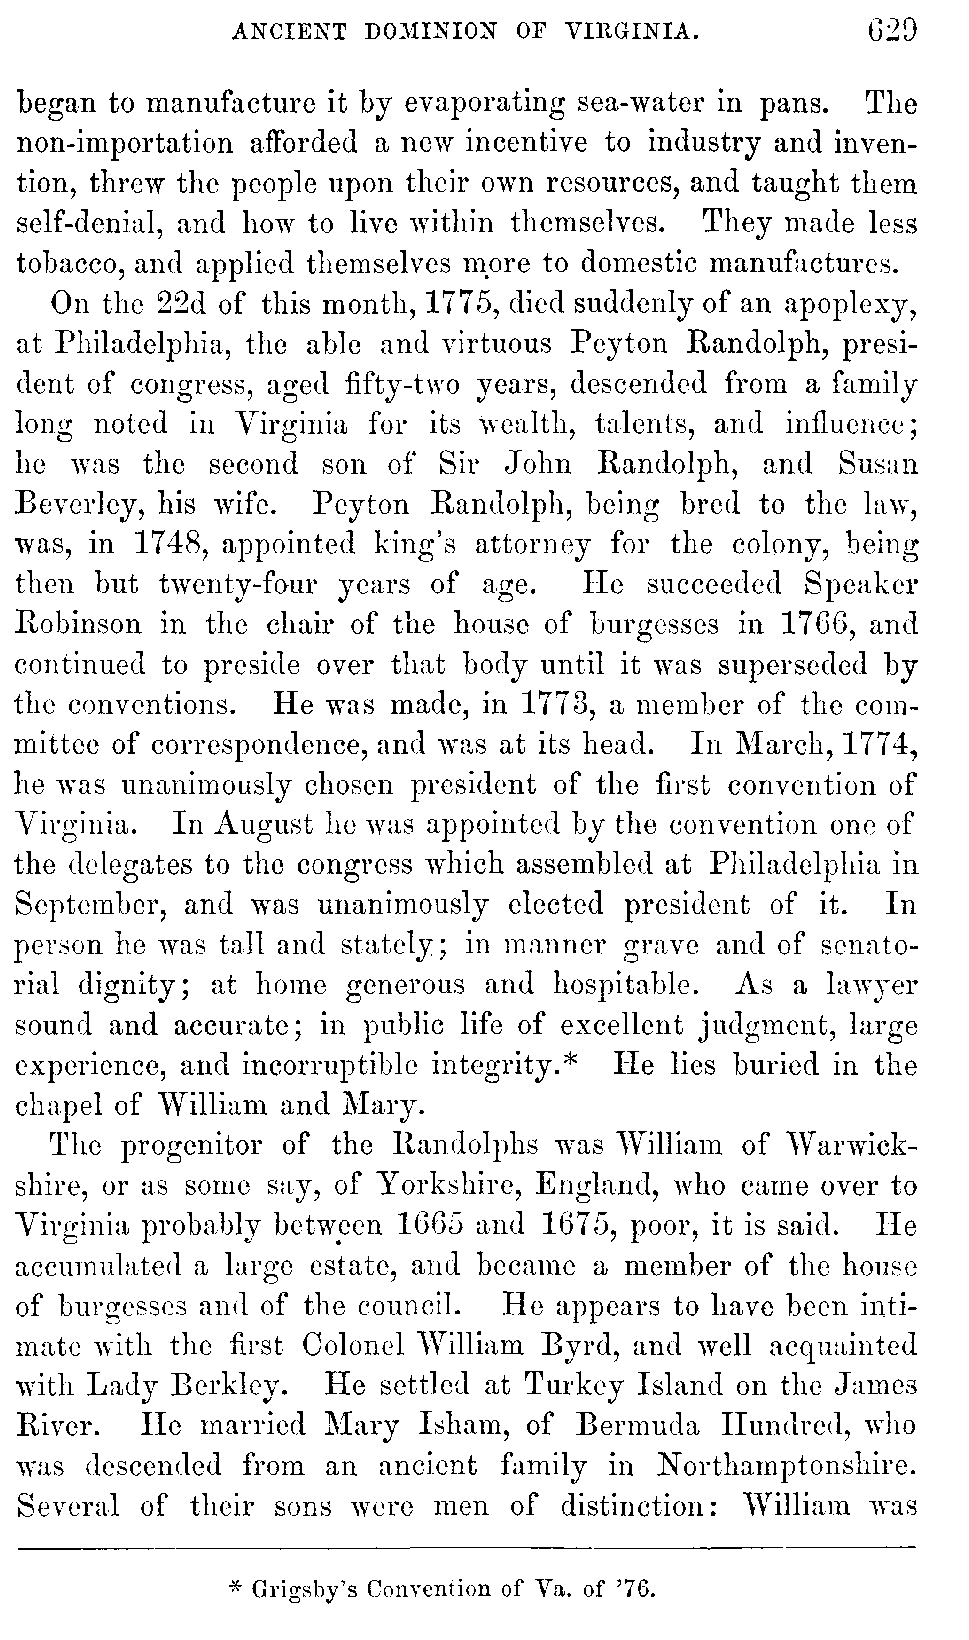 ANCIENT DOMINION OF VIRGINIA. 629
began to manufacture it by evaporating sea-water in pans. The
non-importation afforded a new incentive to industry and inven-
tion, threw the people upon their own resources, and taught them
self-denial, and how to live within themselves. They made less
tobacco, and applied themselves more to domestic manufactures.
On the 22d of this month, 1775, died suddenly of an apoplexy,
at Philadelphia, the able and virtuous Peyton Randolph, presi-
dent of congress, aged fifty-two years, descended from a family
long noted in Virginia for its wealth, talents, and influence;
he was the second son of Sir John Randolph, and Susan
Beverley, his wife. Peyton Randolph, being bred to the law,
was, in 1748, appointed king's attorney for the colony, being
then but twenty-four years of age. He succeeded Speaker
Robinson in the chair of the house of burgesses in 1766, and
continued to preside over that body until it was superseded by
the conventions. He was made, in 1773, a member of the com-
mittee of correspondence, and was at its head. In March, 1774,
he was unanimously chosen president of the first convention of
Virginia. In August he was appointed by the convention one of
the delegates to the congress which assembled at Philadelphia in
September, and was unanimously elected president of it. In
person he was tall and stately; in manner grave and of senato-
rial dignity; at home generous and hospitable. As a lawyer
sound and accurate; in public life of excellent judgment, large
experience, and incorruptible integrity.* He lies buried in the
chapel of William and Mary.
The progenitor of the Randolphs was William of Warwick-
shire, or as some say, of Yorkshire, England, who came over to
Virginia probably between 1665 and 1675, poor, it is said. He
accumulated a large estate, and became a member of the house
of burgesses and of the council. He appears to have been inti-
mate with the first Colonel William Byrd, and well acquainted
with Lady Berkley. He settled at Turkey Island on the James
River. He married Mary Isham, of Bermuda Hundred, who
was descended from an ancient family in Northamptonshire.
Several of their sons were men of distinction: William was
* Grigsby's Convention of Va. of '76.